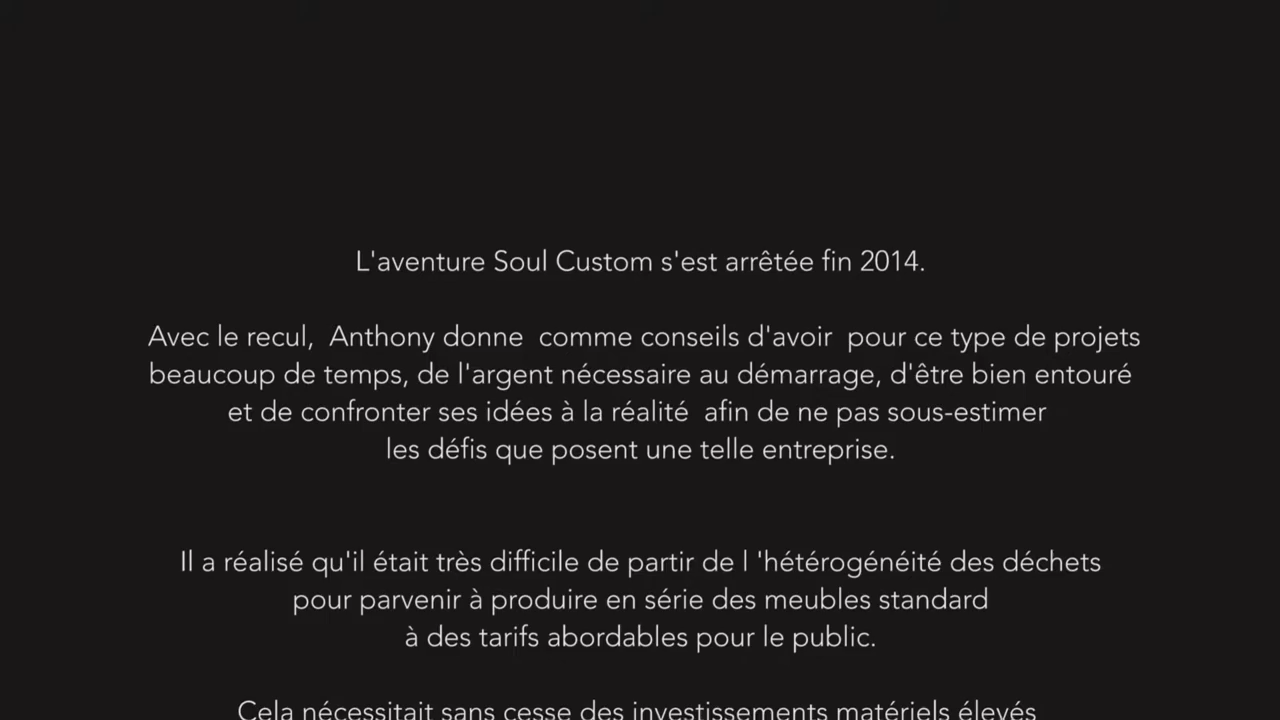 L'aventure Soul Custom s'est arrêtée fin 2014.
Avec le recul,  Anthony donne  comme conseils d'avoir  pour ce type de projets
beaucoup de temps, de l'argent nécessaire au démarrage, d'être bien entouré
et de confronter ses idées à la réalité  afin de ne pas sous-estimer
les défis que posent une telle entreprise.
Il a réalisé qu'il était très difficile de partir de l 'hétérogénéité des déchets
pour parvenir à produire en série des meubles standard
à des tarifs abordables pour le public.
Cela nécessitait sans cesse des investissements matériels élevés